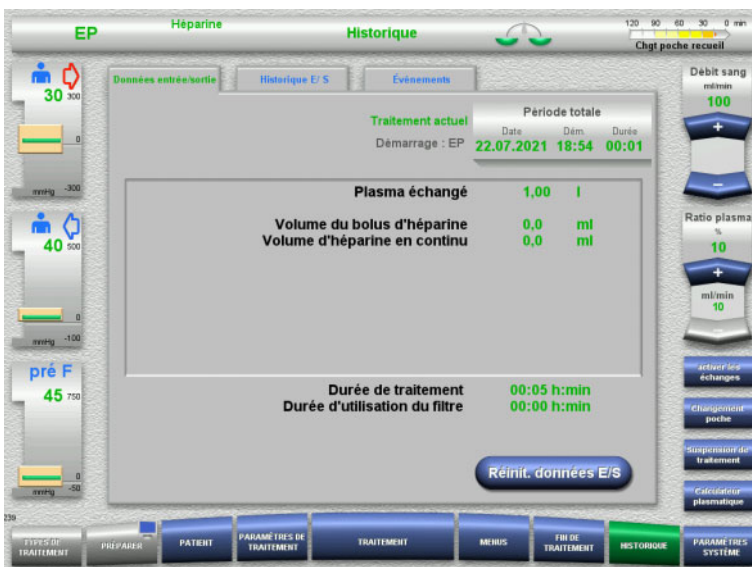 EP
Héparine
Historique
120 90 60 30 0 min
Chgt poche recueil
30 300
0
mmHg -300
40 500
0
mmHg -100
pré F
45 750
0
mmHg -50
Données entrée/sortie
Historique E/ S
Événements
Traitement actuel
Démarrage : EP
Période totale
Date Dém. Durée
22.07.2021 18:54 00:01
Plasma échangé 1,00 l
Volume du bolus d'héparine 0,0 ml
Volume d'héparine en continu 0,0 ml
Durée de traitement 00:05 h:min
Durée d'utilisation du filtre 00:00 h:min
Réinit. données E/S
Débit sang
ml/min
100
+
–
Ratio plasma
%
10
+
ml/min
10
–
activer les
échanges
Changement
poche
Suspension de
traitement
Calculateur
plasmatique
239
TYPES DE
TRAITEMENT
PRÉPARER
PATIENT
PARAMÈTRES DE
TRAITEMENT
TRAITEMENT
MENUS
FIN DE
TRAITEMENT
HISTORIQUE
PARAMÈTRES
SYSTÈME